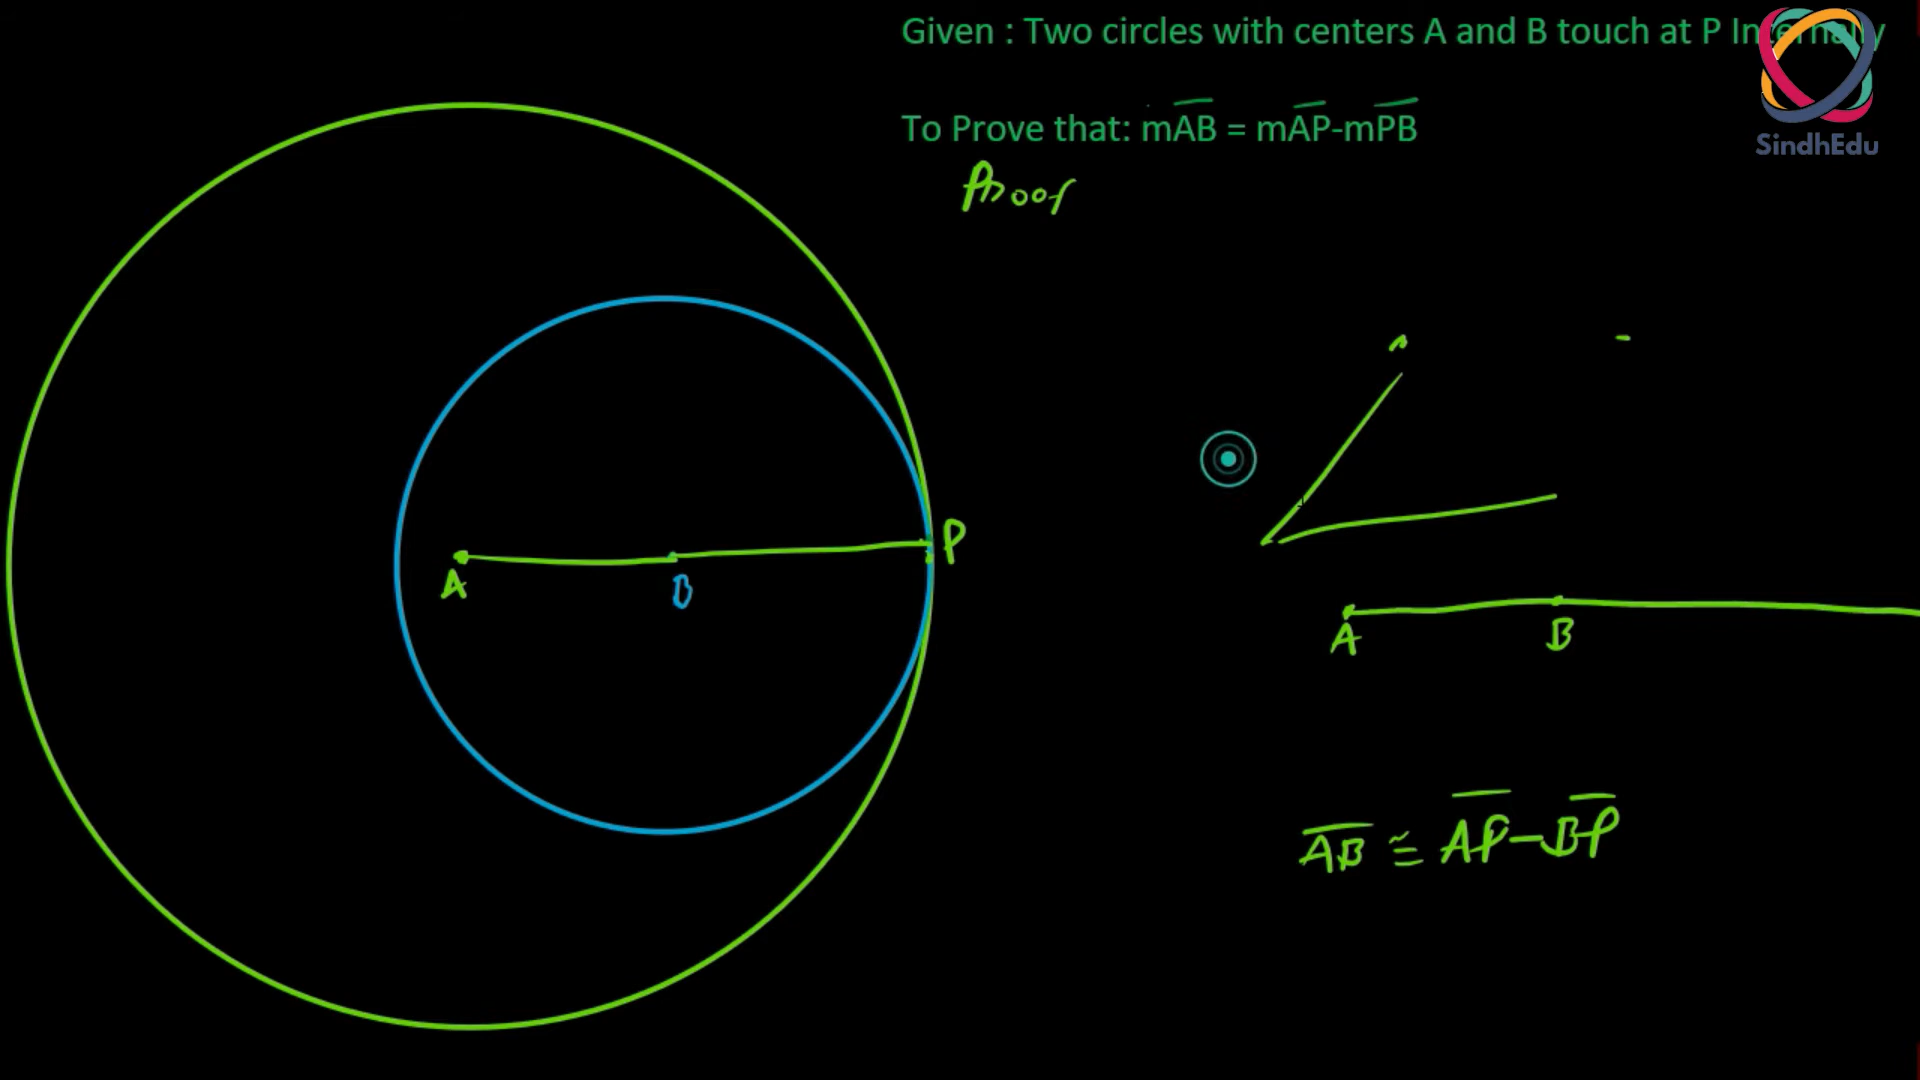 Given : Two circles with centers A and B touch at P Internally
SindhEdu
To Prove that: mAB = mAP-mPB
Proof
P
A
B
A
B
AB ≅ AP-BP